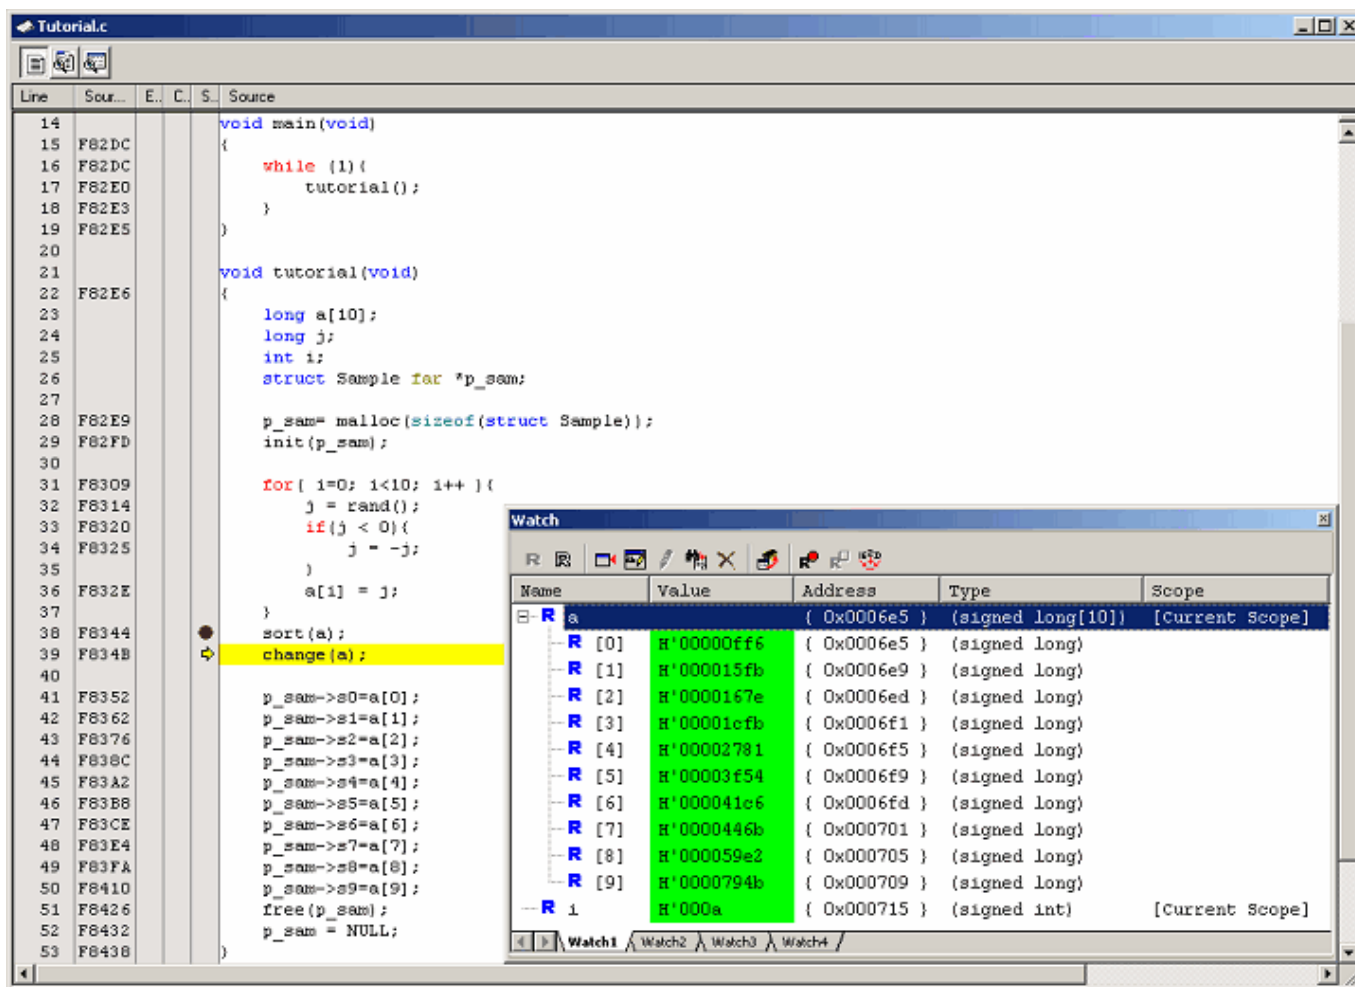 Tutorial.c
Line Sour... E.. C.. S.. Source
14 void main(void)
15 F82DC {
16 F82DC while (1){
17 F82E0 tutorial();
18 F82E3 }
19 F82E5 }
20
21 void tutorial(void)
22 F82E6 {
23 long a[10];
24 long j;
25 int i;
26 struct Sample far *p_sam;
27
28 F82E9 p_sam= malloc(sizeof(struct Sample));
29 F82FD init(p_sam);
30
31 F8309 for( i=0; i<10; i++ ){
32 F8314 j = rand();
33 F8320 if(j < 0){
34 F8325 j = -j;
35 }
36 F832E a[i] = j;
37 }
38 F8344 sort(a);
39 F834B change(a);
40
41 F8352 p_sam->s0=a[0];
42 F8362 p_sam->s1=a[1];
43 F8376 p_sam->s2=a[2];
44 F838C p_sam->s3=a[3];
45 F83A2 p_sam->s4=a[4];
46 F83B8 p_sam->s5=a[5];
47 F83CE p_sam->s6=a[6];
48 F83E4 p_sam->s7=a[7];
49 F83FA p_sam->s8=a[8];
50 F8410 p_sam->s9=a[9];
51 F8426 free(p_sam);
52 F8432 p_sam = NULL;
53 F8438 }
Watch
Name Value Address Type Scope
R a { 0x0006e5 } (signed long[10]) [Current Scope]
R [0] H'00000ff6 { 0x0006e5 } (signed long)
R [1] H'000015fb { 0x0006e9 } (signed long)
R [2] H'0000167e { 0x0006ed } (signed long)
R [3] H'00001cfb { 0x0006f1 } (signed long)
R [4] H'00002781 { 0x0006f5 } (signed long)
R [5] H'00003f54 { 0x0006f9 } (signed long)
R [6] H'000041c6 { 0x0006fd } (signed long)
R [7] H'0000446b { 0x000701 } (signed long)
R [8] H'000059e2 { 0x000705 } (signed long)
R [9] H'0000794b { 0x000709 } (signed long)
R i H'000a { 0x000715 } (signed int) [Current Scope]
Watch1 Watch2 Watch3 Watch4